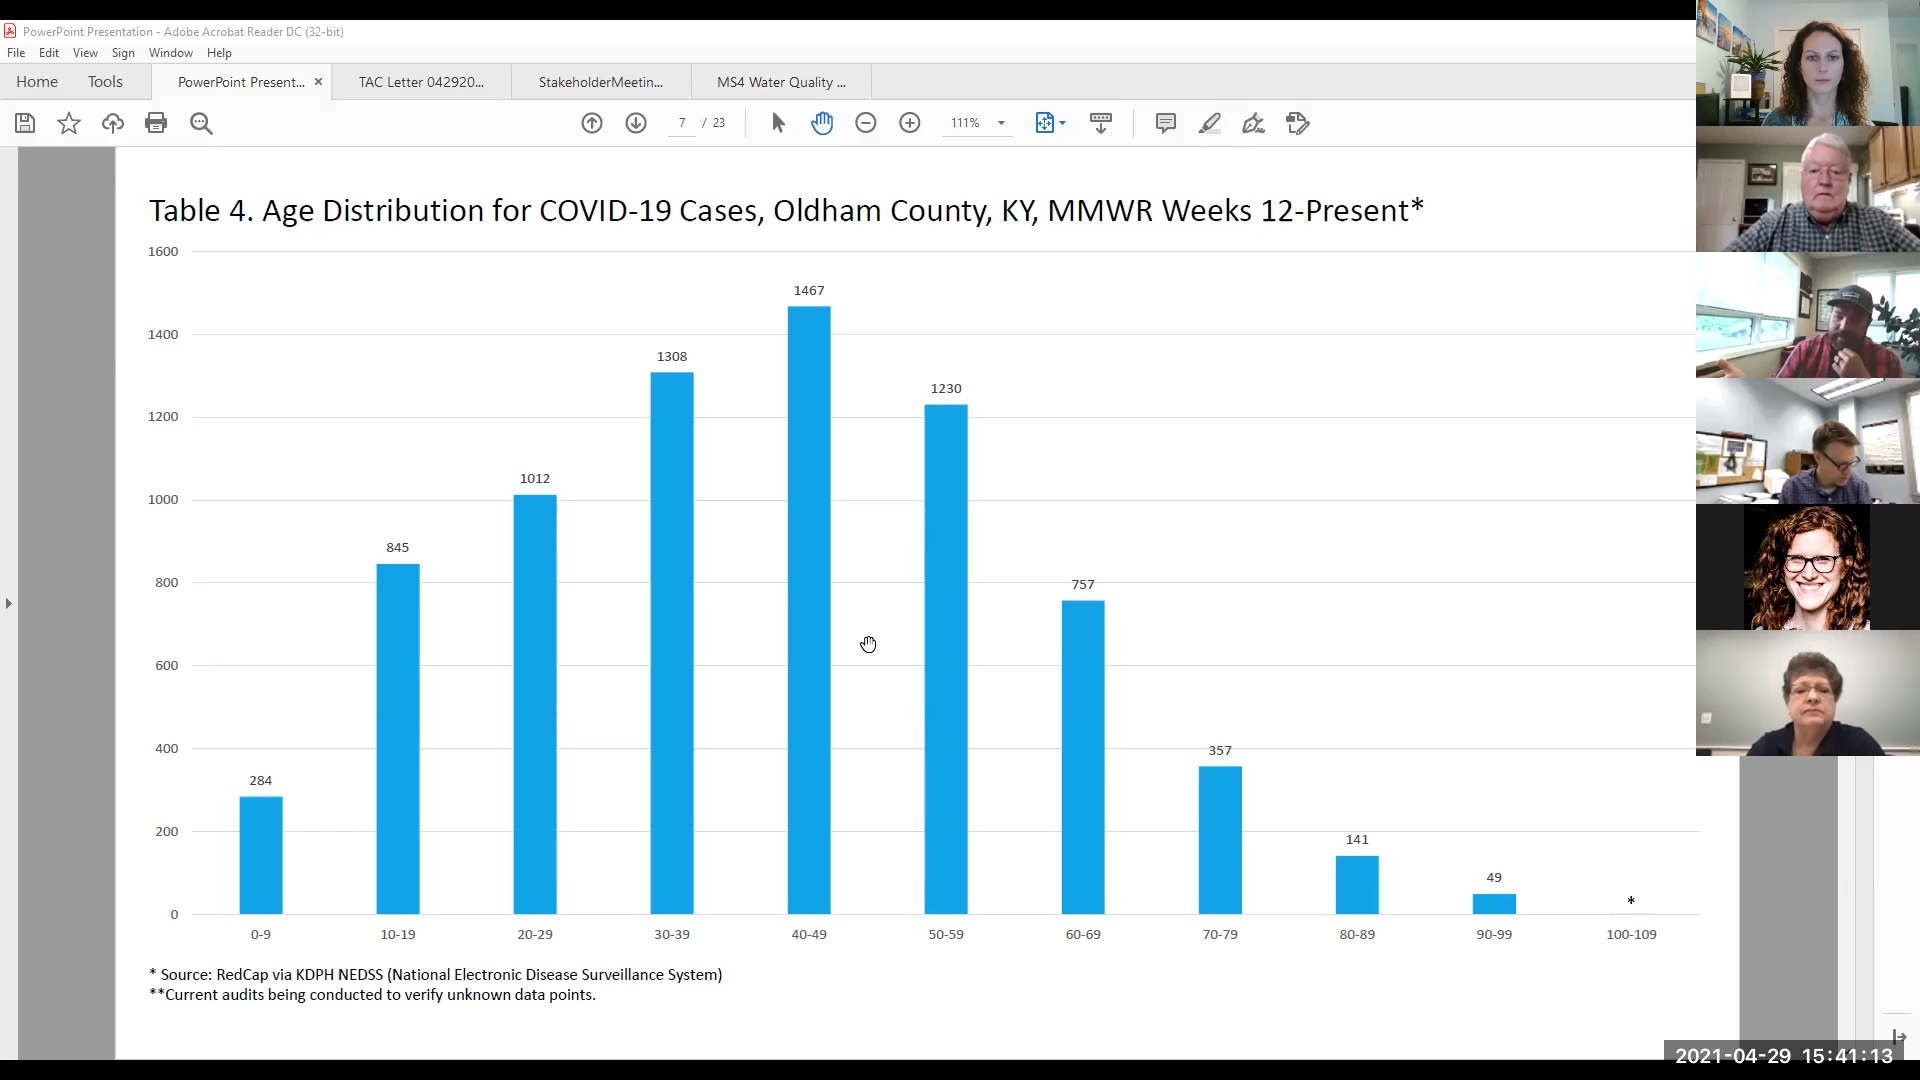 PowerPoint Presentation - Adobe Acrobat Reader DC (32-bit)
File Edit View Sign Window Help
Home Tools PowerPoint Present... × TAC Letter 042920... StakeholderMeetin... MS4 Water Quality ...
7 / 23 111%
Table 4. Age Distribution for COVID-19 Cases, Oldham County, KY, MMWR Weeks 12-Present*
1600
1467
1400
1308
1230
1200
1012
1000
845
800
757
600
400
357
284
200
141
49
*
0
0-9 10-19 20-29 30-39 40-49 50-59 60-69 70-79 80-89 90-99 100-109
* Source: RedCap via KDPH NEDSS (National Electronic Disease Surveillance System)
**Current audits being conducted to verify unknown data points.
2021-04-29 15:41:13